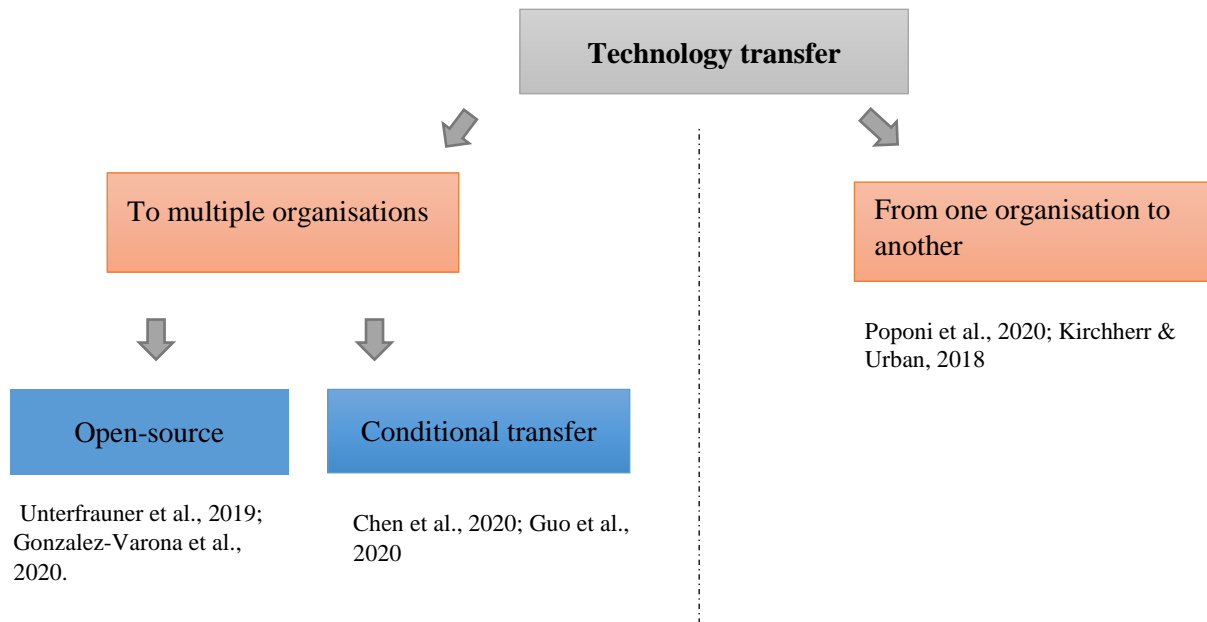 Technology transfer
To multiple organisations
From one organisation to
another
Poponi et al., 2020; Kirchherr &
Urban, 2018
Open-source
Conditional transfer
Unterfrauner et al., 2019;
Gonzalez-Varona et al.,
2020.
Chen et al., 2020; Guo et al.,
2020